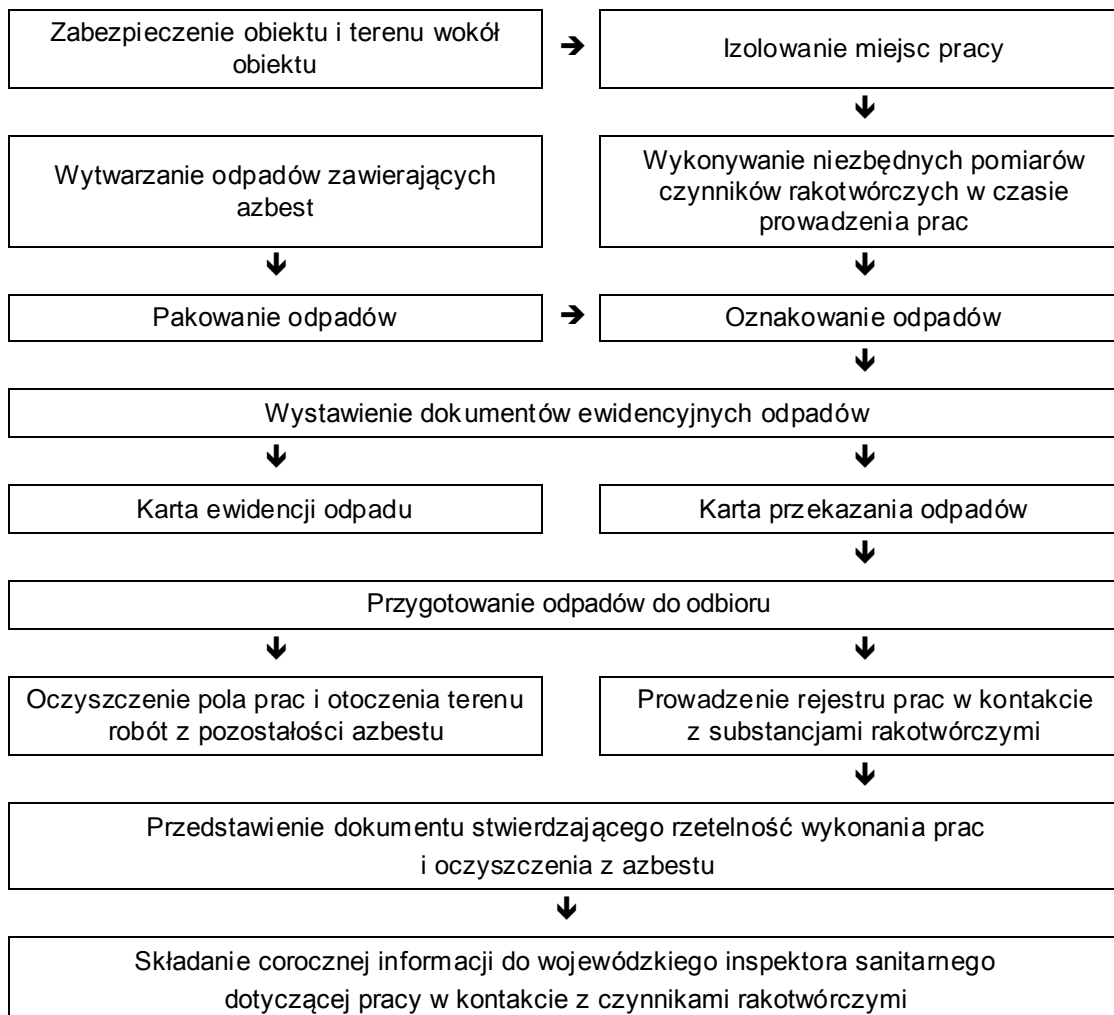 Zabezpieczenie obiektu i terenu wokół
obiektu
➔
Izolowanie miejsc pracy
Wytwarzanie odpadów zawierających
azbest
Wykonywanie niezbędnych pomiarów
czynników rakotwórczych w czasie
prowadzenia prac
Pakowanie odpadów
➔
Oznakowanie odpadów
Wystawienie dokumentów ewidencyjnych odpadów
Karta ewidencji odpadu
Karta przekazania odpadów
Przygotowanie odpadów do odbioru
Oczyszczenie pola prac i otoczenia terenu
robót z pozostałości azbestu
Prowadzenie rejestru prac w kontakcie
z substancjami rakotwórczymi
Przedstawienie dokumentu stwierdzającego rzetelność wykonania prac
i oczyszczenia z azbestu
Składanie corocznej informacji do wojewódzkiego inspektora sanitarnego
dotyczącej pracy w kontakcie z czynnikami rakotwórczymi